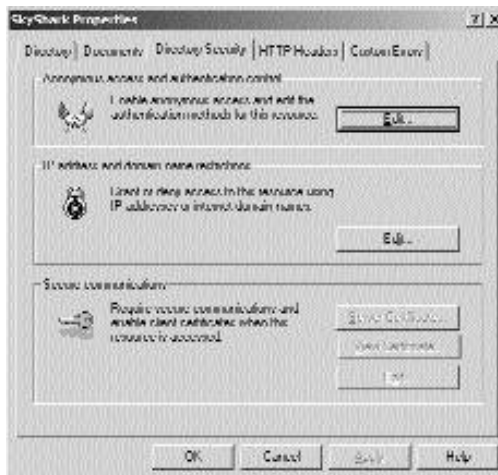 SkyShark Properties
Directory Documents Directory Security HTTP Headers Custom Errors
Anonymous access and authentication control
Enable anonymous access and edit the
authentication methods for this resource.
Edit...
IP address and domain name restrictions
Grant or deny access to this resource using
IP addresses or internet domain names.
Edit...
Secure communications
Require secure communications and
enable client certificates when this
resource is accessed.
Server Certificate...
View Certificate...
Edit...
OK Cancel Apply Help